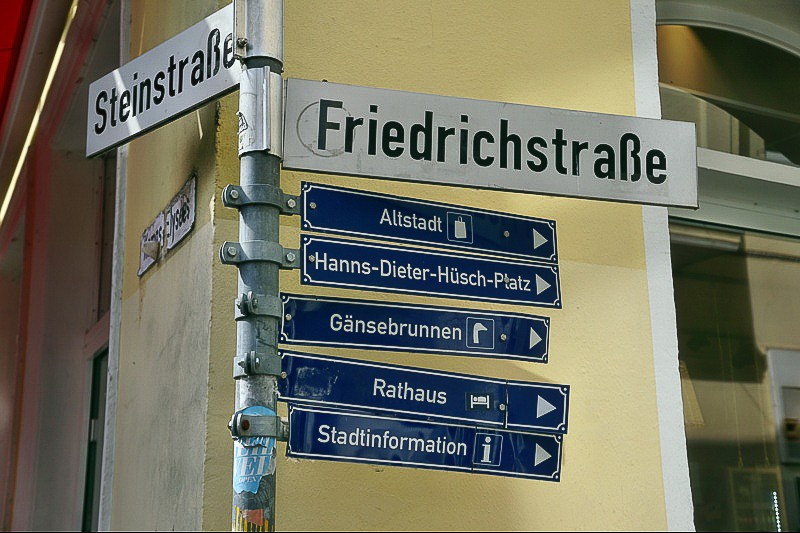 Steinstraße
Friedrichstraße
Altstadt
Hanns-Dieter-Hüsch-Platz
Gänsebrunnen
Rathaus
Stadtinformation i